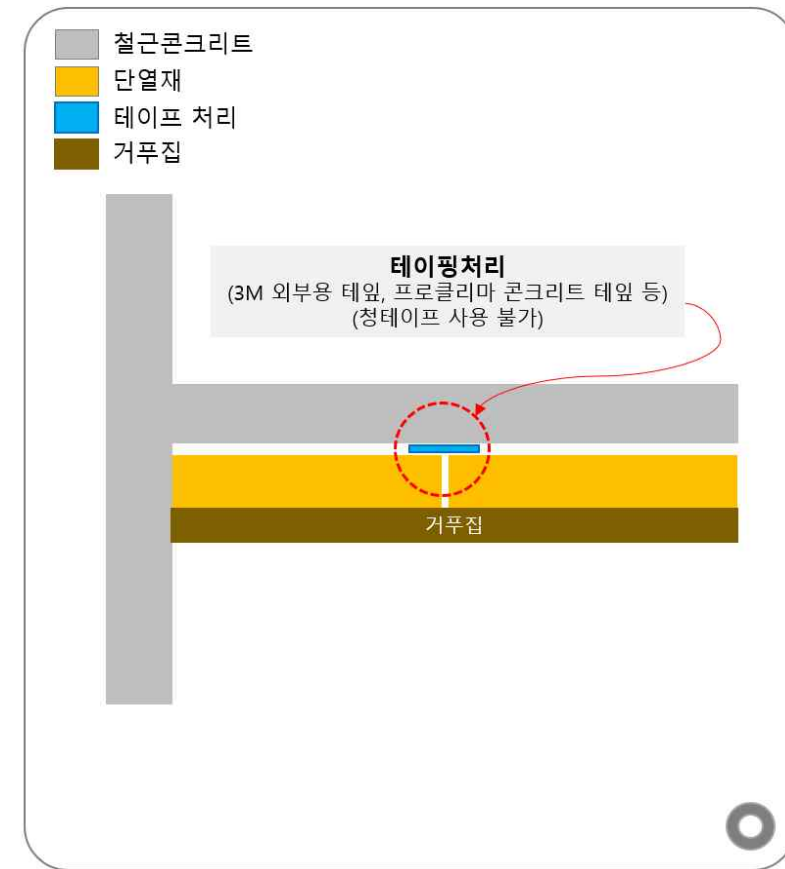 철근콘크리트
단열재
테이프 처리
거푸집
테이핑처리
(3M 외부용 테잎, 프로클리마 콘크리트 테잎 등)
(청테이프 사용 불가)
거푸집